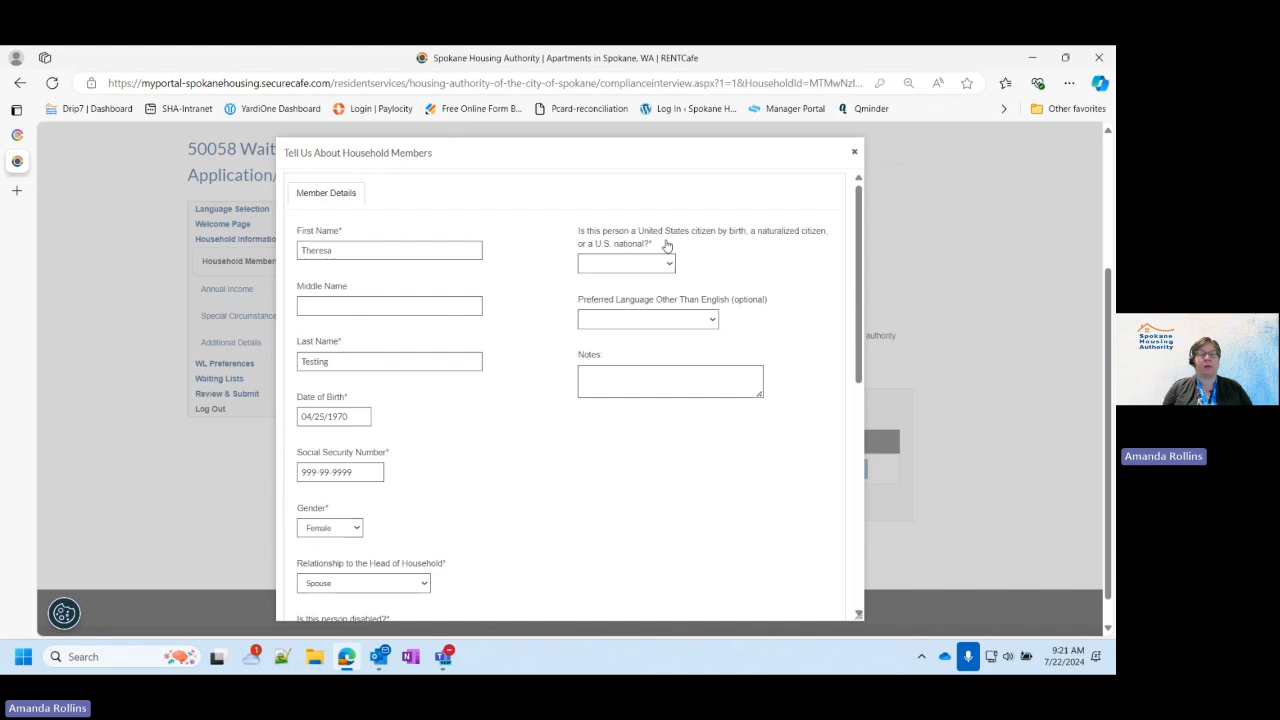 Spokane Housing Authority | Apartments in Spokane, WA | RENTCafe
https://myportal-spokanehousing.securecafe.com/residentservices/housing-authority-of-the-city-of-spokane/complianceinterview.aspx?1=1&HouseholdId=MTMwNzI...
Drip7 | Dashboard
SHA-Intranet
YardiOne Dashboard
Login | Paylocity
Free Online Form B...
Pcard-reconciliation
Log In ‹ Spokane H...
Manager Portal
Qminder
Other favorites
50058 Wait
Application/
Language Selection
Welcome Page
Household Informatio
Household Member
Annual Income
Special Circumstance
Additional Details
WL Preferences
Waiting Lists
Review & Submit
Log Out
authority
Tell Us About Household Members
Member Details
First Name*
Theresa
Middle Name
Last Name*
Testing
Date of Birth*
04/25/1970
Social Security Number*
999-99-9999
Gender*
Female
Relationship to the Head of Household*
Spouse
Is this person disabled?*
Is this person a United States citizen by birth, a naturalized citizen,
or a U.S. national?*
Preferred Language Other Than English (optional)
Notes:
Spokane
Housing
Authority
Amanda Rollins
Search
9:21 AM
7/22/2024
Amanda Rollins